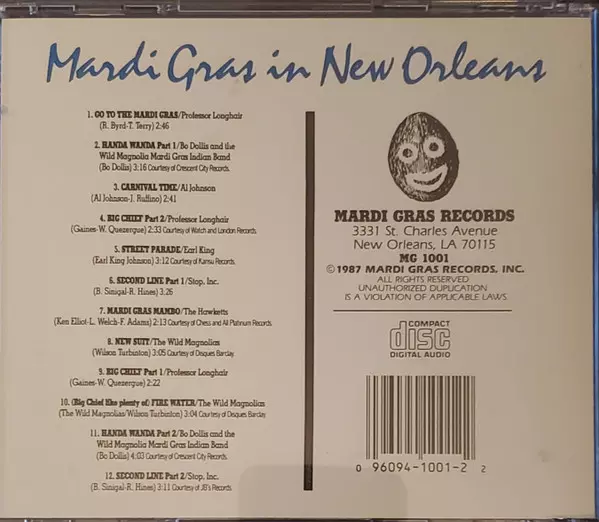 Mardi Gras in New Orleans
1. GO TO THE MARDI GRAS/Professor Longhair
(R. Byrd-T. Terry) 2:46
2. HANDA WANDA Part 1/Bo Dollis and the
Wild Magnolia Mardi Gras Indian Band
(Bo Dollis) 3:16 Courtesy of Crescent City Records.
3. CARNIVAL TIME/Al Johnson
(Al Johnson-J. Ruffino) 2:41
4. BIG CHIEF Part 2/Professor Longhair
(Gaines-W. Quezergue) 2:33 Courtesy of Watch and London Records.
5. STREET PARADE/Earl King
(Earl King Johnson) 3:12 Courtesy of Kansu Records.
6. SECOND LINE Part 1/Stop, Inc.
(B. Sinigal-R. Hines) 3:26
7. MARDI GRAS MAMBO/The Hawketts
(Ken Elliot-L. Welch-F. Adams) 2:13 Courtesy of Chess and All Platinum Records.
8. NEW SUIT/The Wild Magnolias
(Wilson Turbinton) 3:05 Courtesy of Disques Barclay.
9. BIG CHIEF Part 1/Professor Longhair
(Gaines-W. Quezergue) 2:22
10. (Big Chief like plenty of) FIRE WATER/The Wild Magnolias
(The Wild Magnolias/Wilson Turbinton) 3:04 Courtesy of Disques Barclay
11. HANDA WANDA Part 2/Bo Dollis and the
Wild Magnolia Mardi Gras Indian Band
(Bo Dollis) 4:03 Courtesy of Crescent City Records.
12. SECOND LINE Part 2/Stop, Inc.
(B. Sinigal-R. Hines) 3:11 Courtesy of JB's Records.
MARDI GRAS RECORDS
3331 St. Charles Avenue
New Orleans, LA 70115
MG 1001
©1987 MARDI GRAS RECORDS, INC.
ALL RIGHTS RESERVED
UNAUTHORIZED DUPLICATION
IS A VIOLATION OF APPLICABLE LAWS.
COMPACT
disc
DIGITAL AUDIO
0 96094-1001-2 2